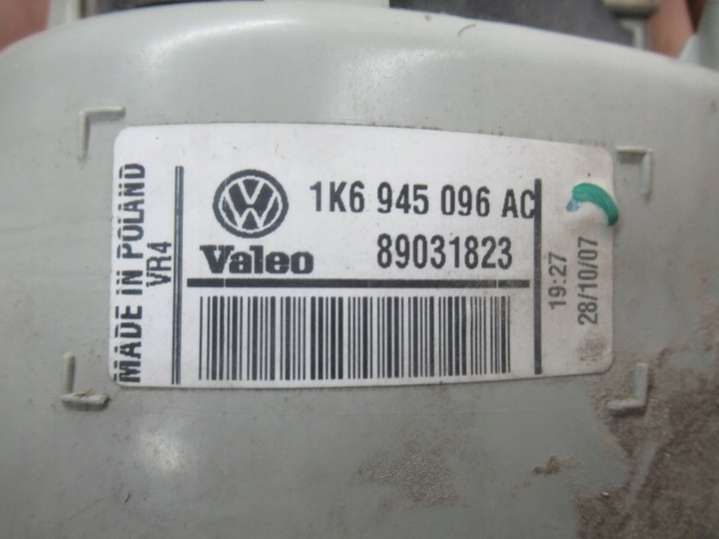 MADE IN POLAND
VR4
1K6 945 096 AC
Valeo
89031823
19:27
28/10/07